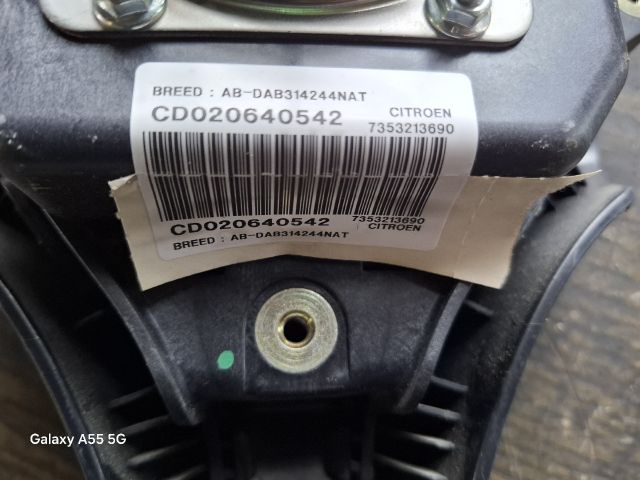 BREED : AB-DAB314244NAT
CD020640542 CITROEN
7353213690
CD020640542 7353213690
BREED : AB-DAB314244NAT CITROEN
Galaxy A55 5G